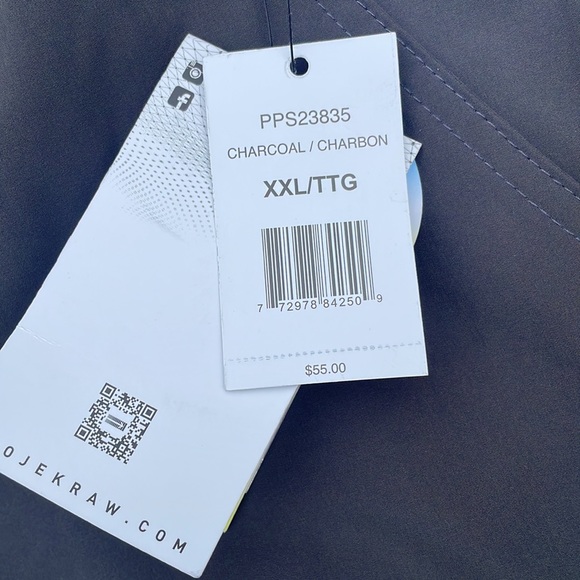 PPS23835
CHARCOAL / CHARBON
XXL/TTG
7 72978 84250 9
$55.00
OJEKRAW.COM